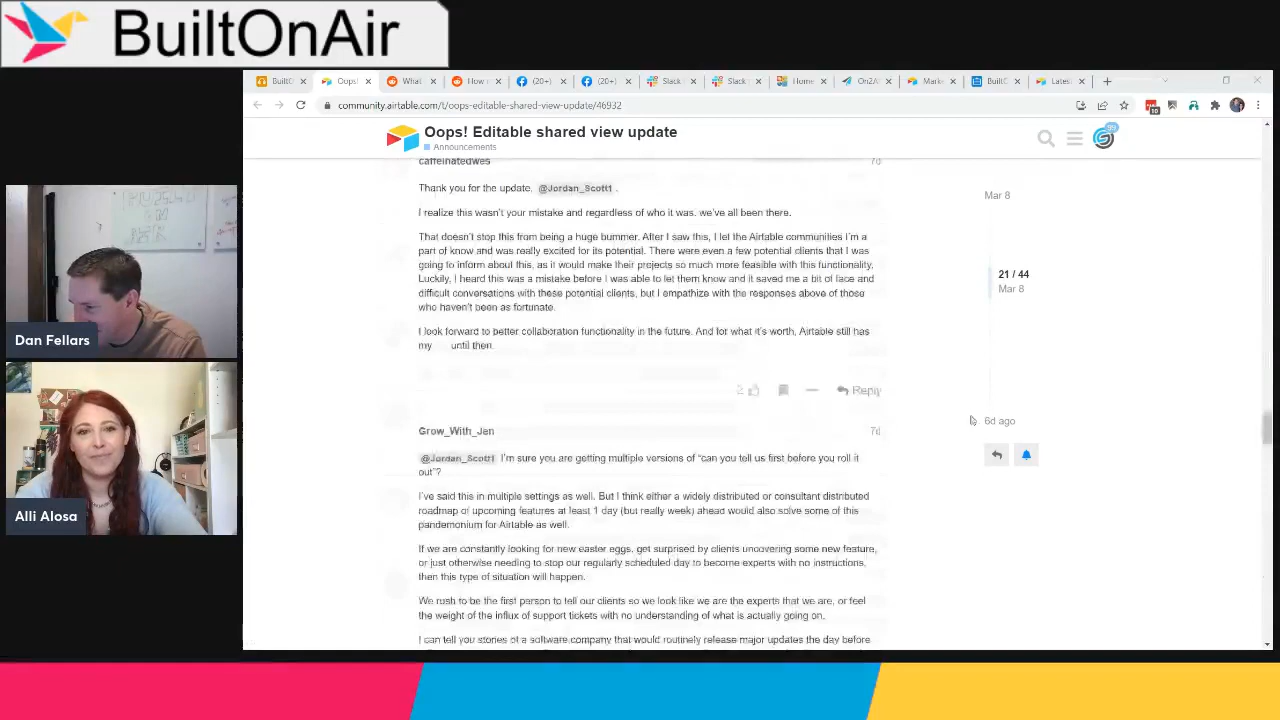 BuiltOnAir
Oops!
What
How
(20+)
(20+)
Slack
Slack
Home
On2A
Mark
Built
Lates
community.airtable.com/t/oops-editable-shared-view-update/46932
10
Oops! Editable shared view update
Announcements
99
caffeinatedwes
7d
Thank you for the update, @Jordan_Scott1 .
I realize this wasn't your mistake and regardless of who it was, we've all been there.
That doesn't stop this from being a huge bummer. After I saw this, I let the Airtable communities I'm a
part of know and was really excited for its potential. There were even a few potential clients that I was
going to inform about this, as it would make their projects so much more feasible with this functionality.
Luckily, I heard this was a mistake before I was able to let them know and it saved me a bit of face and
difficult conversations with these potential clients, but I empathize with the responses above of those
who haven't been as fortunate.
I look forward to better collaboration functionality in the future. And for what it's worth, Airtable still has
my until then.
2
Reply
Grow_With_Jen
7d
@Jordan_Scott1 I'm sure you are getting multiple versions of "can you tell us first before you roll it
out"?
I've said this in multiple settings as well. But I think either a widely distributed or consultant distributed
roadmap of upcoming features at least 1 day (but really week) ahead would also solve some of this
pandemonium for Airtable as well.
If we are constantly looking for new easter eggs, get surprised by clients uncovering some new feature,
or just otherwise needing to stop our regularly scheduled day to become experts with no instructions,
then this type of situation will happen.
We rush to be the first person to tell our clients so we look like we are the experts that we are, or feel
the weight of the influx of support tickets with no understanding of what is actually going on.
I can tell you stories of a software company that would routinely release major updates the day before
Mar 8
21 / 44
Mar 8
6d ago
Dan Fellars
Alli Alosa